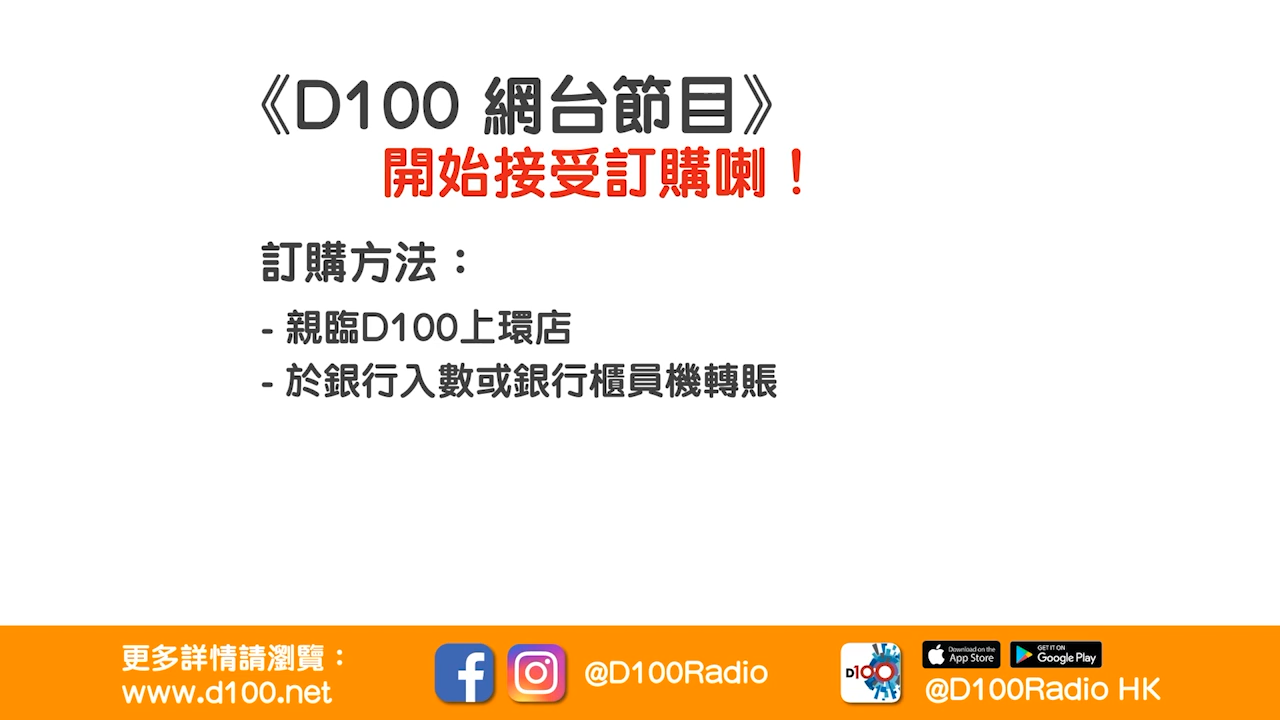 《D100 網台節目》
開始接受訂購喇！
訂購方法：
- 親臨D100上環店
- 於銀行入數或銀行櫃員機轉賬
更多詳情請瀏覽：
www.d100.net
@D100Radio
D100
Download on the
App Store
GET IT ON
Google Play
@D100Radio HK